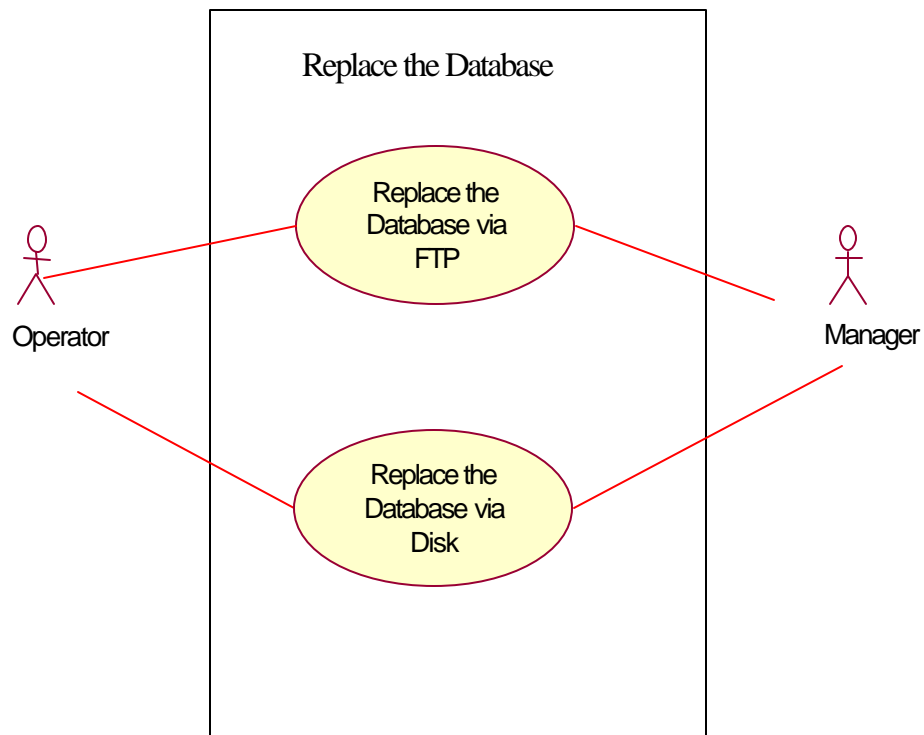 Replace the Database
Replace the
Database via
FTP
Operator
Manager
Replace the
Database via
Disk